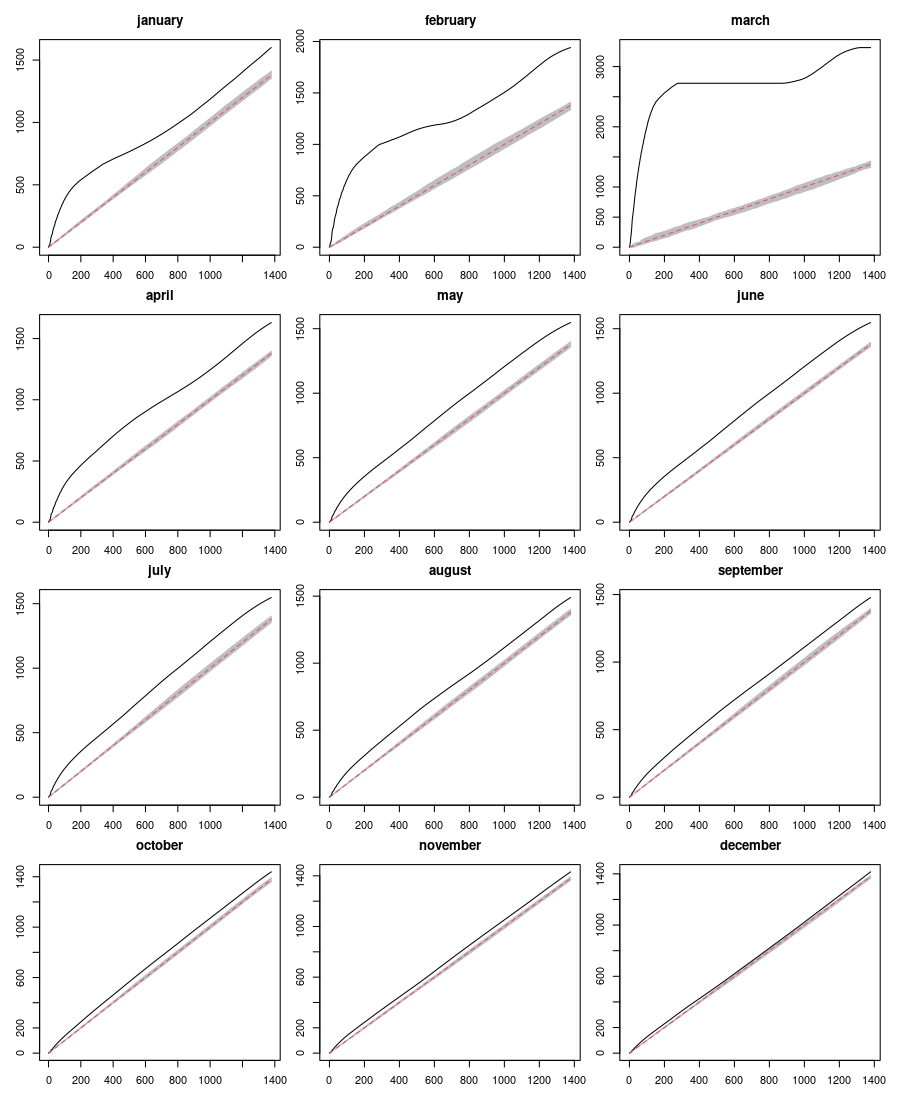 january february march
0 500 1000 1500
0 500 1000 1500 2000
0 500 1000 2000 3000
0 200 400 600 800 1000 1400
0 200 400 600 800 1000 1200 1400
0 200 400 600 800 1000 1200 1400
april may june
0 500 1000 1500
0 500 1000 1500
0 500 1000 1500
0 200 400 600 800 1000 1400
0 200 400 600 800 1000 1200 1400
0 200 400 600 800 1000 1200 1400
july august september
0 500 1000 1500
0 500 1000 1500
0 500 1000 1500
0 200 400 600 800 1000 1400
0 200 400 600 800 1000 1200 1400
0 200 400 600 800 1000 1200 1400
october november december
0 200 600 1000 1400
0 200 600 1000 1400
0 200 600 1000 1400
0 200 400 600 800 1000 1400
0 200 400 600 800 1000 1200 1400
0 200 400 600 800 1000 1200 1400